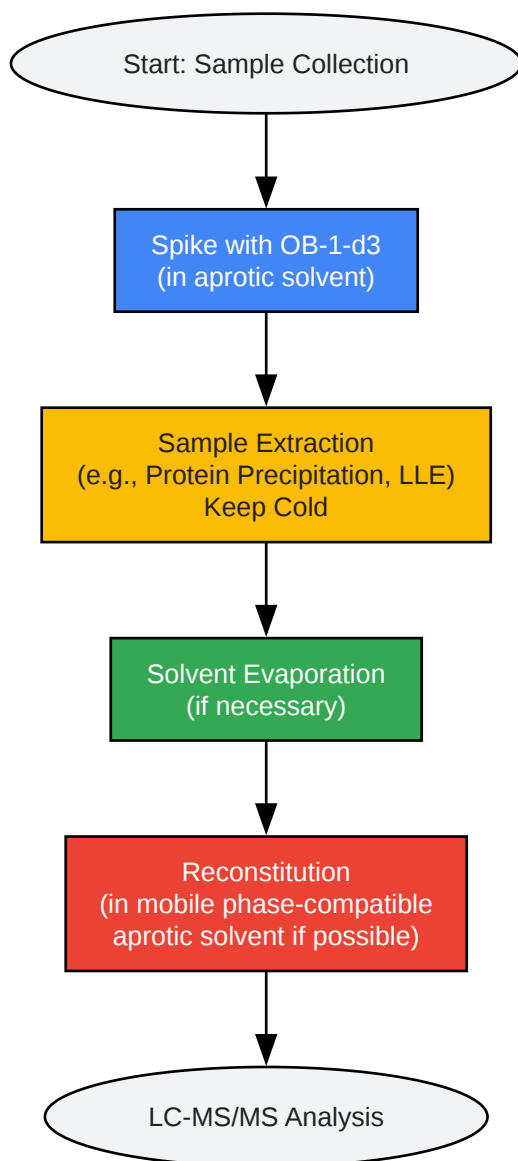 Start: Sample Collection
Spike with OB-1-d3
(in aprotic solvent)
Sample Extraction
(e.g., Protein Precipitation, LLE)
Keep Cold
Solvent Evaporation
(if necessary)
Reconstitution
(in mobile phase-compatible
aprotic solvent if possible)
LC-MS/MS Analysis